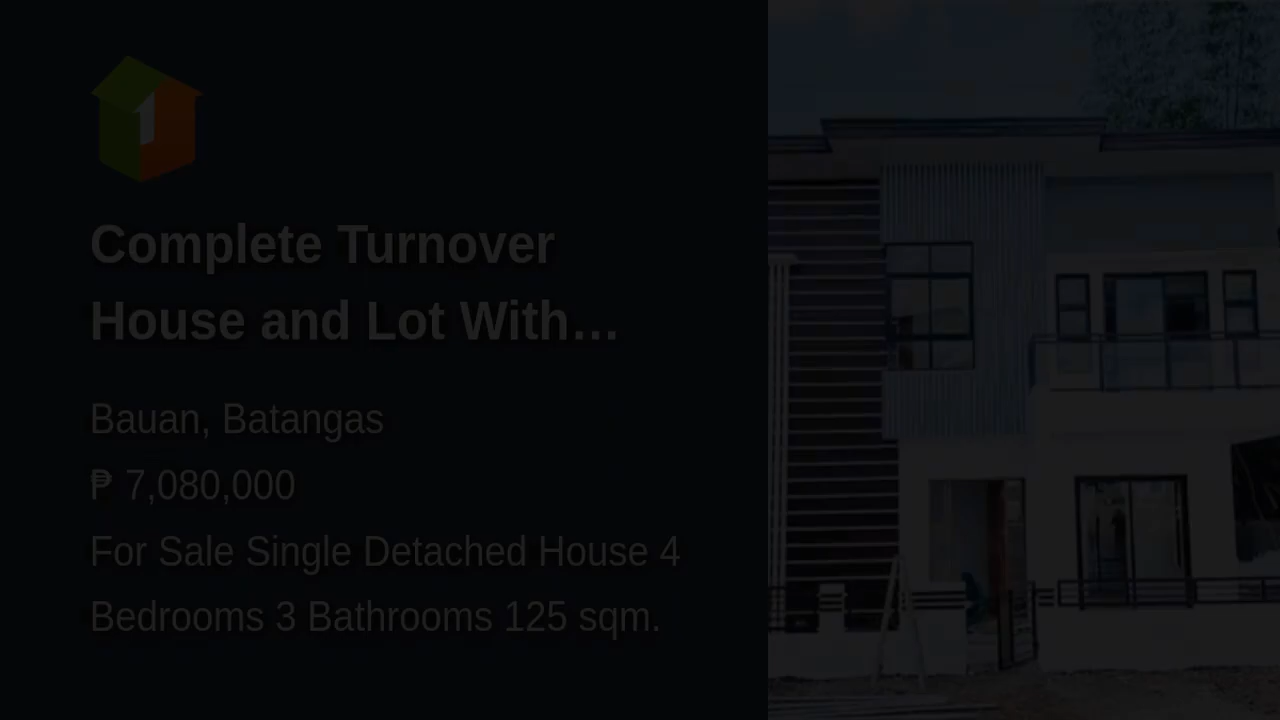 Complete Turnover
House and Lot With...
Bauan, Batangas
₱ 7,080,000
For Sale Single Detached House 4
Bedrooms 3 Bathrooms 125 sqm.